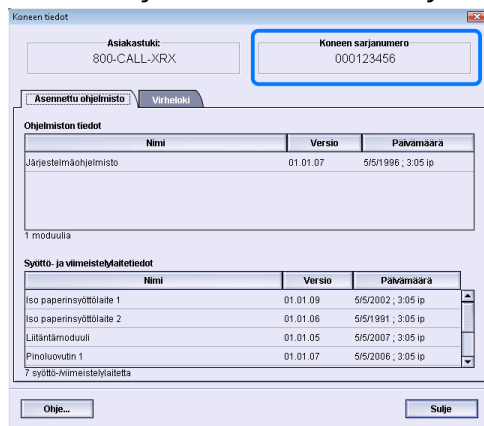 Koneen tiedot
Asiakastuki:
800-CALL-XRX
Koneen sarjanumero
000123456
Asennettu ohjelmisto
Virheloki
Ohjelmiston tiedot
Nimi Versio Päivämäärä
Järjestelmäohjelmisto 01.01.07 5/5/1996 ; 3:05 ip
1 moduulia
Syöttö- ja viimeistelylaitetiedot
Nimi Versio Päivämäärä
Iso paperinsyöttölaite 1 01.01.09 5/5/2002 ; 3:05 ip
Iso paperinsyöttölaite 2 01.01.06 5/5/1991 ; 3:05 ip
Liitäntämoduuli 01.01.05 5/5/2007 ; 3:05 ip
Pinoluovutin 1 01.01.07 5/5/2006 ; 3:05 ip
7 syöttö-/viimeistelylaitetta
Ohje... Sulje